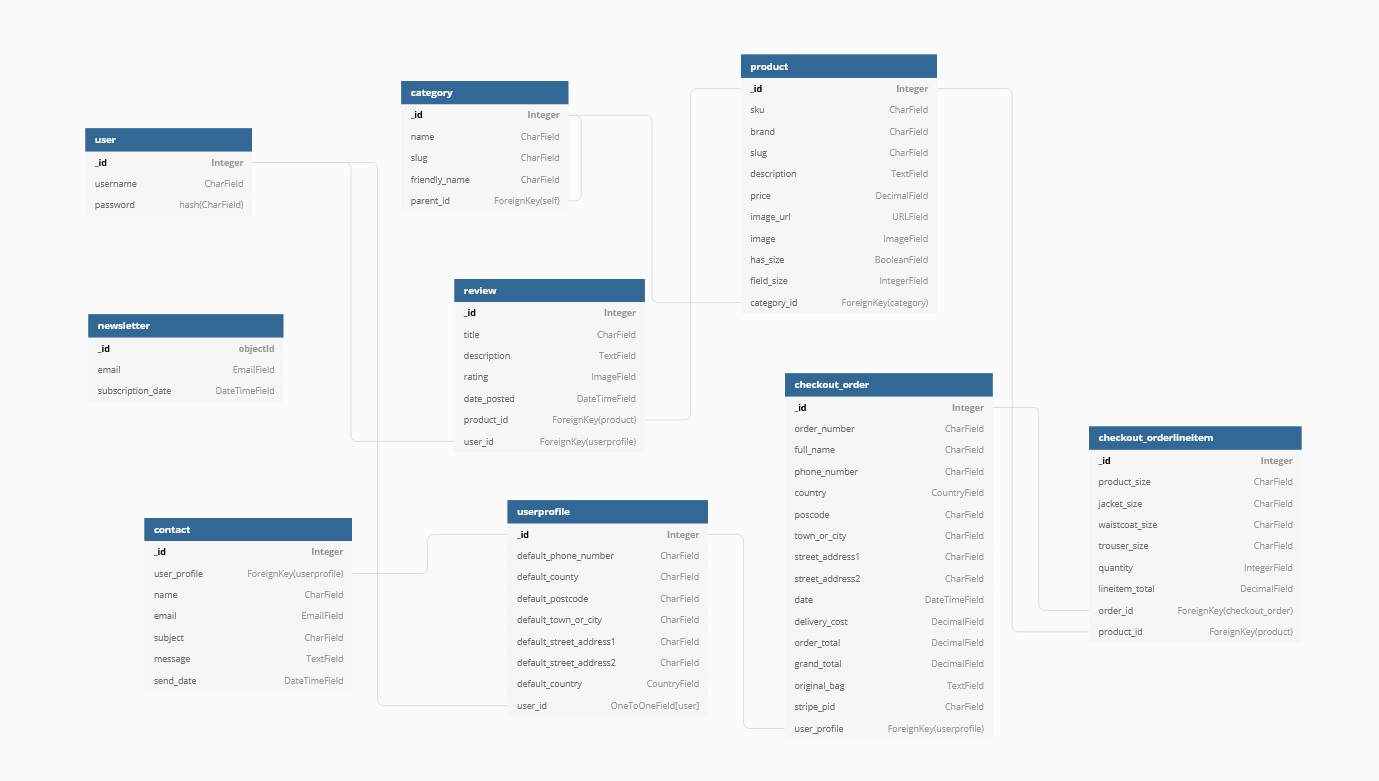 user
_id Integer
username CharField
password hash(CharField)
category
_id Integer
name CharField
slug CharField
friendly_name CharField
parent_id ForeignKey(self)
product
_id Integer
sku CharField
brand CharField
slug CharField
description TextField
price DecimalField
image_url URLField
image ImageField
has_size BooleanField
field_size IntegerField
category_id ForeignKey(category)
newsletter
_id objectId
email EmailField
subscription_date DateTimeField
review
_id Integer
title CharField
description TextField
rating ImageField
date_posted DateTimeField
product_id ForeignKey(product)
user_id ForeignKey(userprofile)
contact
_id Integer
user_profile ForeignKey(userprofile)
name CharField
email EmailField
subject CharField
message TextField
send_date DateTimeField
userprofile
_id Integer
default_phone_number CharField
default_county CharField
default_postcode CharField
default_town_or_city CharField
default_street_address1 CharField
default_street_address2 CharField
default_country CountryField
user_id OneToOneField[user]
checkout_order
_id Integer
order_number CharField
full_name CharField
phone_number CharField
country CountryField
poscode CharField
town_or_city CharField
street_address1 CharField
street_address2 CharField
date DateTimeField
delivery_cost DecimalField
order_total DecimalField
grand_total DecimalField
original_bag TextField
stripe_pid CharField
user_profile ForeignKey(userprofile)
checkout_orderlineitem
_id Integer
product_size CharField
jacket_size CharField
waistcoat_size CharField
trouser_size CharField
quantity IntegerField
lineitem_total DecimalField
order_id ForeignKey(checkout_order)
product_id ForeignKey(product)